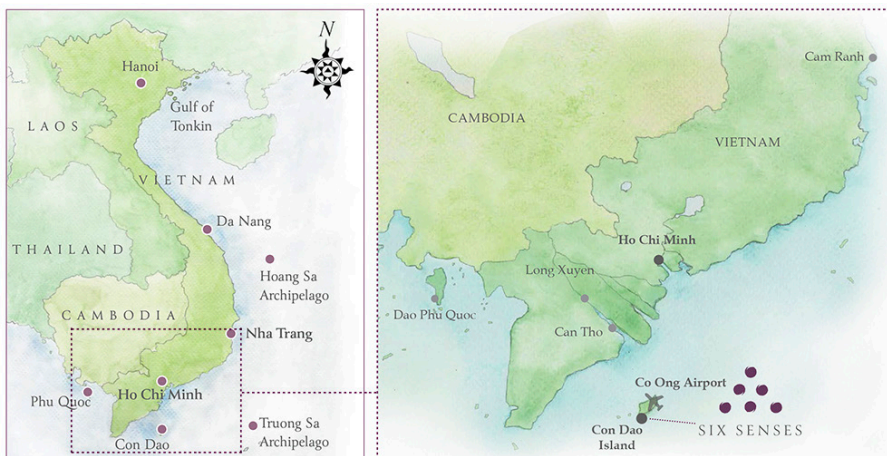 N
Hanoi
Gulf of
Tonkin
LAOS
VIETNAM
Da Nang
THAILAND
Hoang Sa
Archipelago
CAMBODIA
Nha Trang
Ho Chi Minh
Phu Quoc
Truong Sa
Archipelago
Con Dao
Cam Ranh
CAMBODIA
VIETNAM
Ho Chi Minh
Long Xuyen
Dao Phu Quoc
Can Tho
Co Ong Airport
Con Dao
Island
SIX SENSES